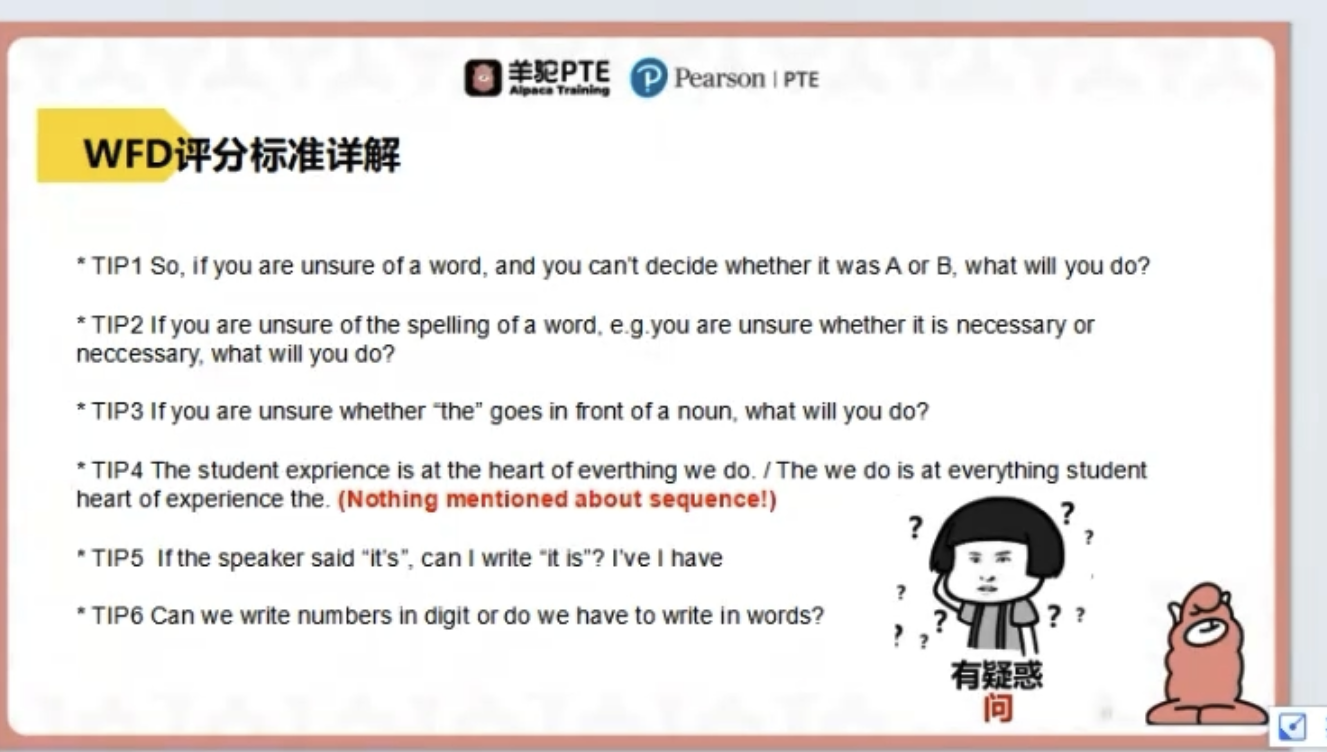 羊驼PTE
Alpaca Training
Pearson | PTE
WFD评分标准详解
* TIP1 So, if you are unsure of a word, and you can't decide whether it was A or B, what will you do?
* TIP2 If you are unsure of the spelling of a word, e.g.you are unsure whether it is necessary or
neccessary, what will you do?
* TIP3 If you are unsure whether “the” goes in front of a noun, what will you do?
* TIP4 The student exprience is at the heart of everthing we do. / The we do is at everything student
heart of experience the. (Nothing mentioned about sequence!)
* TIP5 If the speaker said “it's”, can I write “it is”? I've I have
* TIP6 Can we write numbers in digit or do we have to write in words?
? ? ? ? ? ? ? ? ?
有疑惑
问